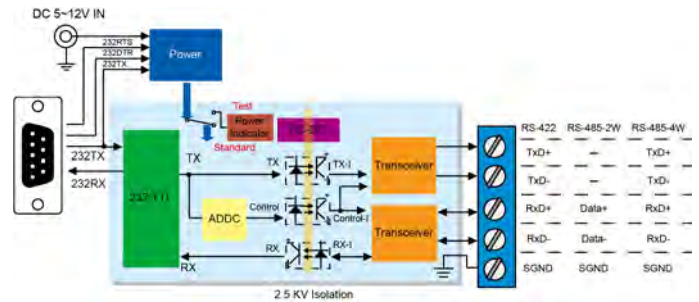 DC 5~12V IN
232RTS
232DTR
232TX
Power
Test
Power Indicator
Standard
232TX
232RX
TX
RX
ADDC
TX
Control
RX
TX-I
Control-I
RX-I
Transceiver
Transceiver
2.5 KV Isolation
RS-422 RS-485-2W RS-485-4W
TxD+ – TxD+
TxD- – TxD-
RxD+ Data+ RxD+
RxD- Data- RxD-
SGND SGND SGND